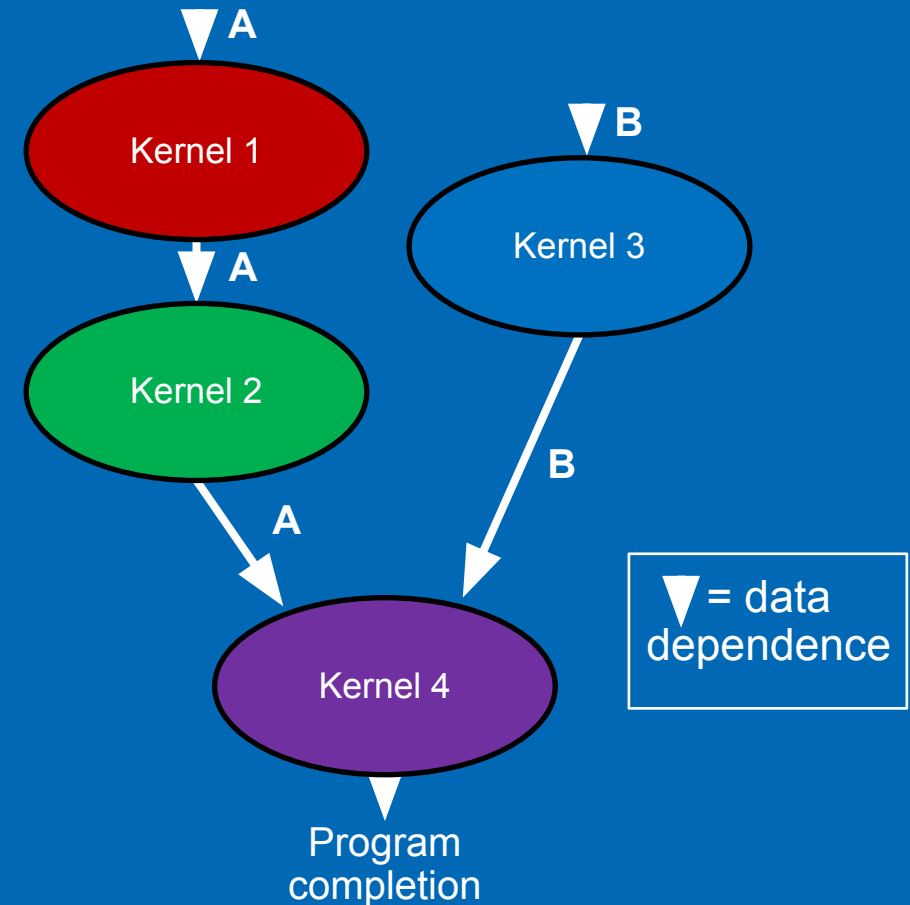 A
Kernel 1
B
Kernel 3
A
Kernel 2
B
A
= data
dependence
Kernel 4
Program
completion